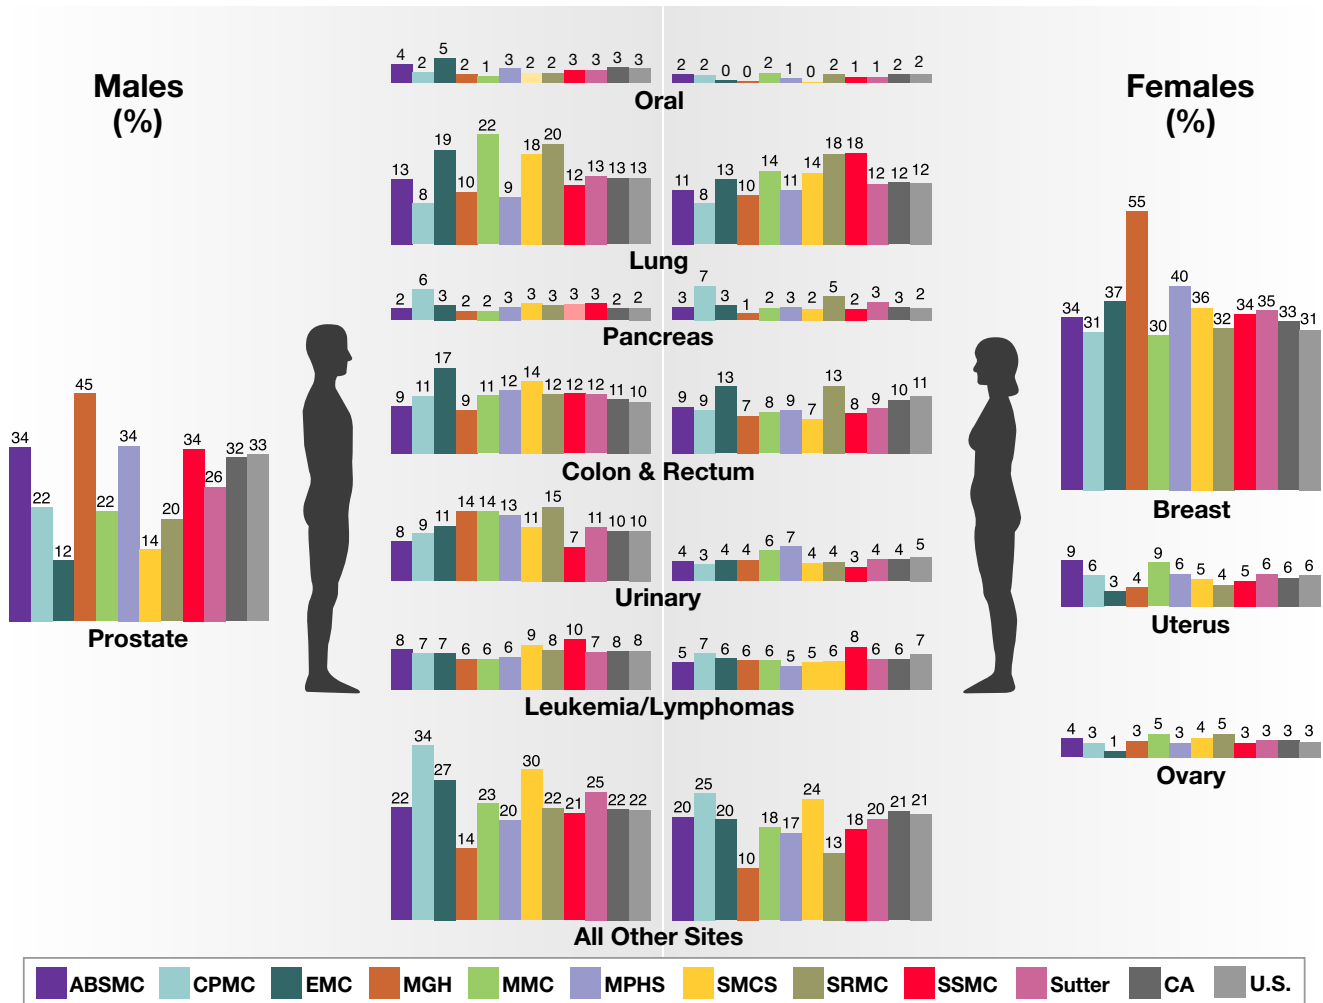 Males
(%)
Females
(%)
4 2 5 2 1 3 2 2 3 3 3 3
2 2 0 0 2 1 0 2 1 1 2 2
Oral
13 8 19 10 22 9 18 20 12 13 13 13
11 8 13 10 14 11 14 18 18 12 12 12
Lung
2 6 3 2 2 3 3 3 3 3 2 2
3 7 3 1 2 3 2 5 2 3 3 2
Pancreas
9 11 17 9 11 12 14 12 12 12 11 10
9 9 13 7 8 9 7 13 8 9 10 11
Colon & Rectum
8 9 11 14 14 13 11 15 7 11 10 10
4 3 4 4 6 7 4 4 3 4 4 5
Urinary
8 7 7 6 6 6 9 8 10 7 8 8
5 7 6 6 6 5 5 6 8 6 6 7
Leukemia/Lymphomas
22 34 27 14 23 20 30 22 21 25 22 22
20 25 20 10 18 17 24 13 18 20 21 21
All Other Sites
34 22 12 45 22 34 14 20 34 26 32 33
Prostate
34 31 37 55 30 40 36 32 34 35 33 31
Breast
9 6 3 4 9 6 5 4 5 6 6 6
Uterus
4 3 1 3 5 3 4 5 3 3 3 3
Ovary
ABSMC CPMC EMC MGH MMC MPHS SMCS SRMC SSMC Sutter CA U.S.